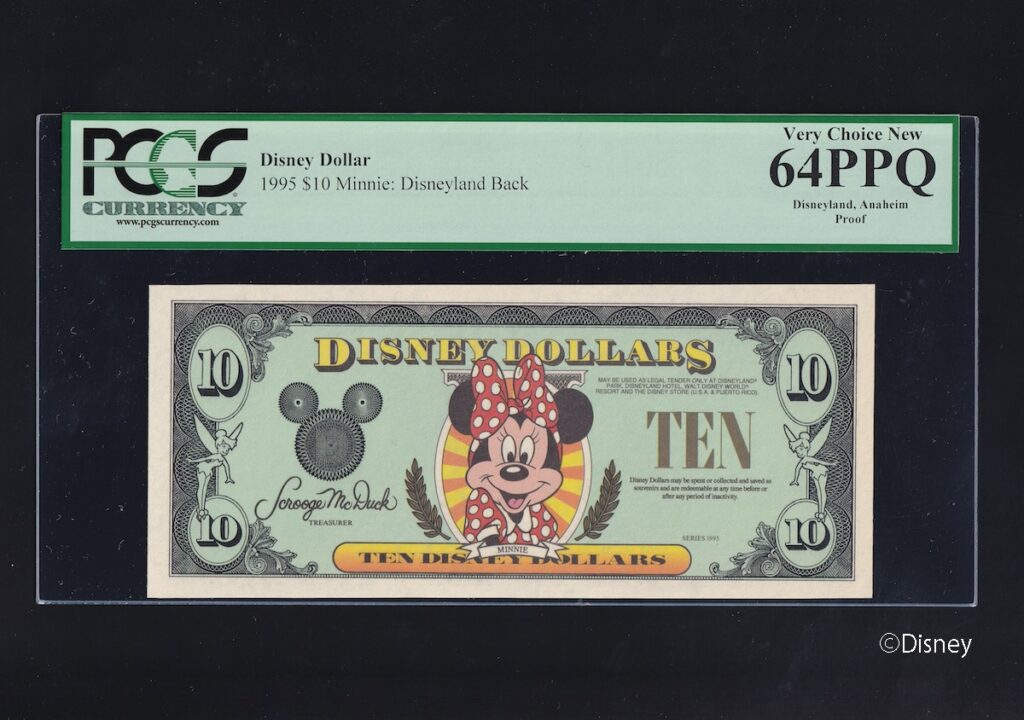 PCGS
CURRENCY
www.pcgscurrency.com
Disney Dollar
1995 $10 Minnie: Disneyland Back
Very Choice New
64PPQ
Disneyland, Anaheim
Proof
10
DISNEY DOLLARS
10
MAY BE USED AS LEGAL TENDER ONLY AT DISNEYLAND®
PARK, DISNEYLAND HOTEL, WALT DISNEY WORLD®
RESORT AND THE DISNEY STORE (U.S.A. & PUERTO RICO).
TEN
Disney Dollars may be spent or collected and saved as
souvenirs and are redeemable at any time before or
after any period of inactivity.
Scrooge McDuck
TREASURER
SERIES 1995
10
MINNIE
TEN DISNEY DOLLARS
10
©Disney